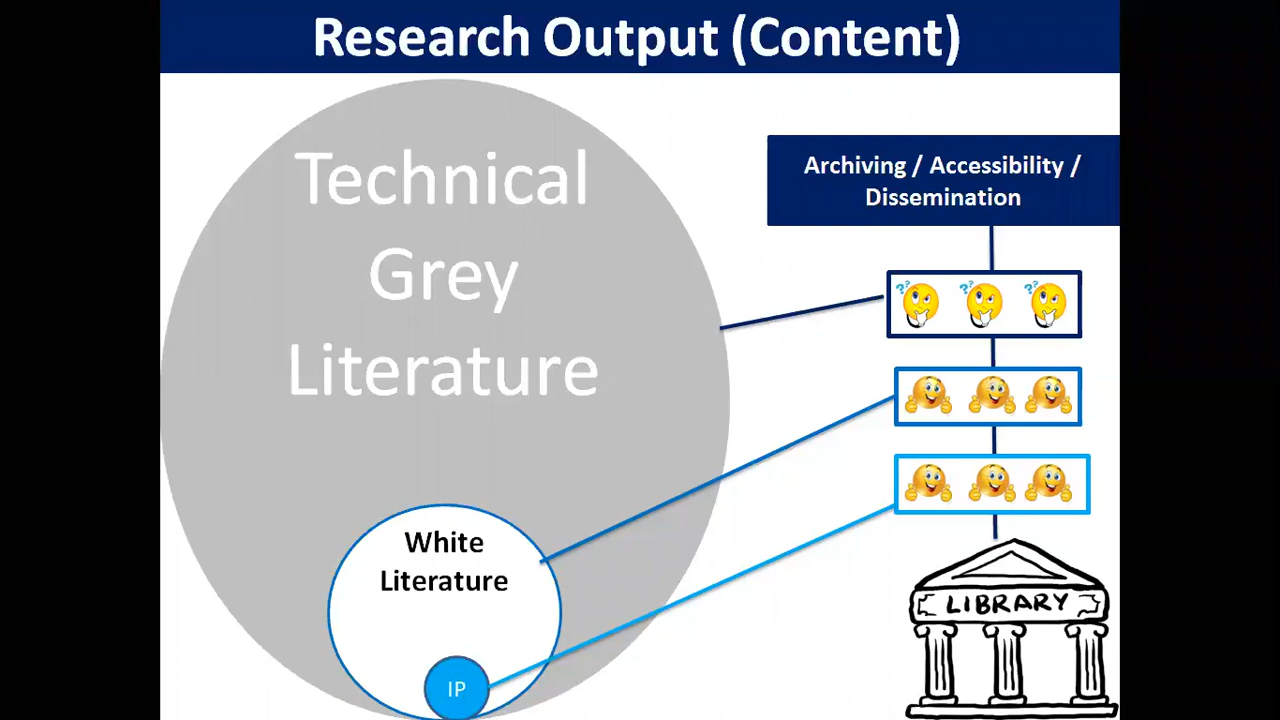 Research Output (Content)
Technical
Grey
Literature
Archiving / Accessibility /
Dissemination
?? ?? ??
White
Literature
IP
LIBRARY